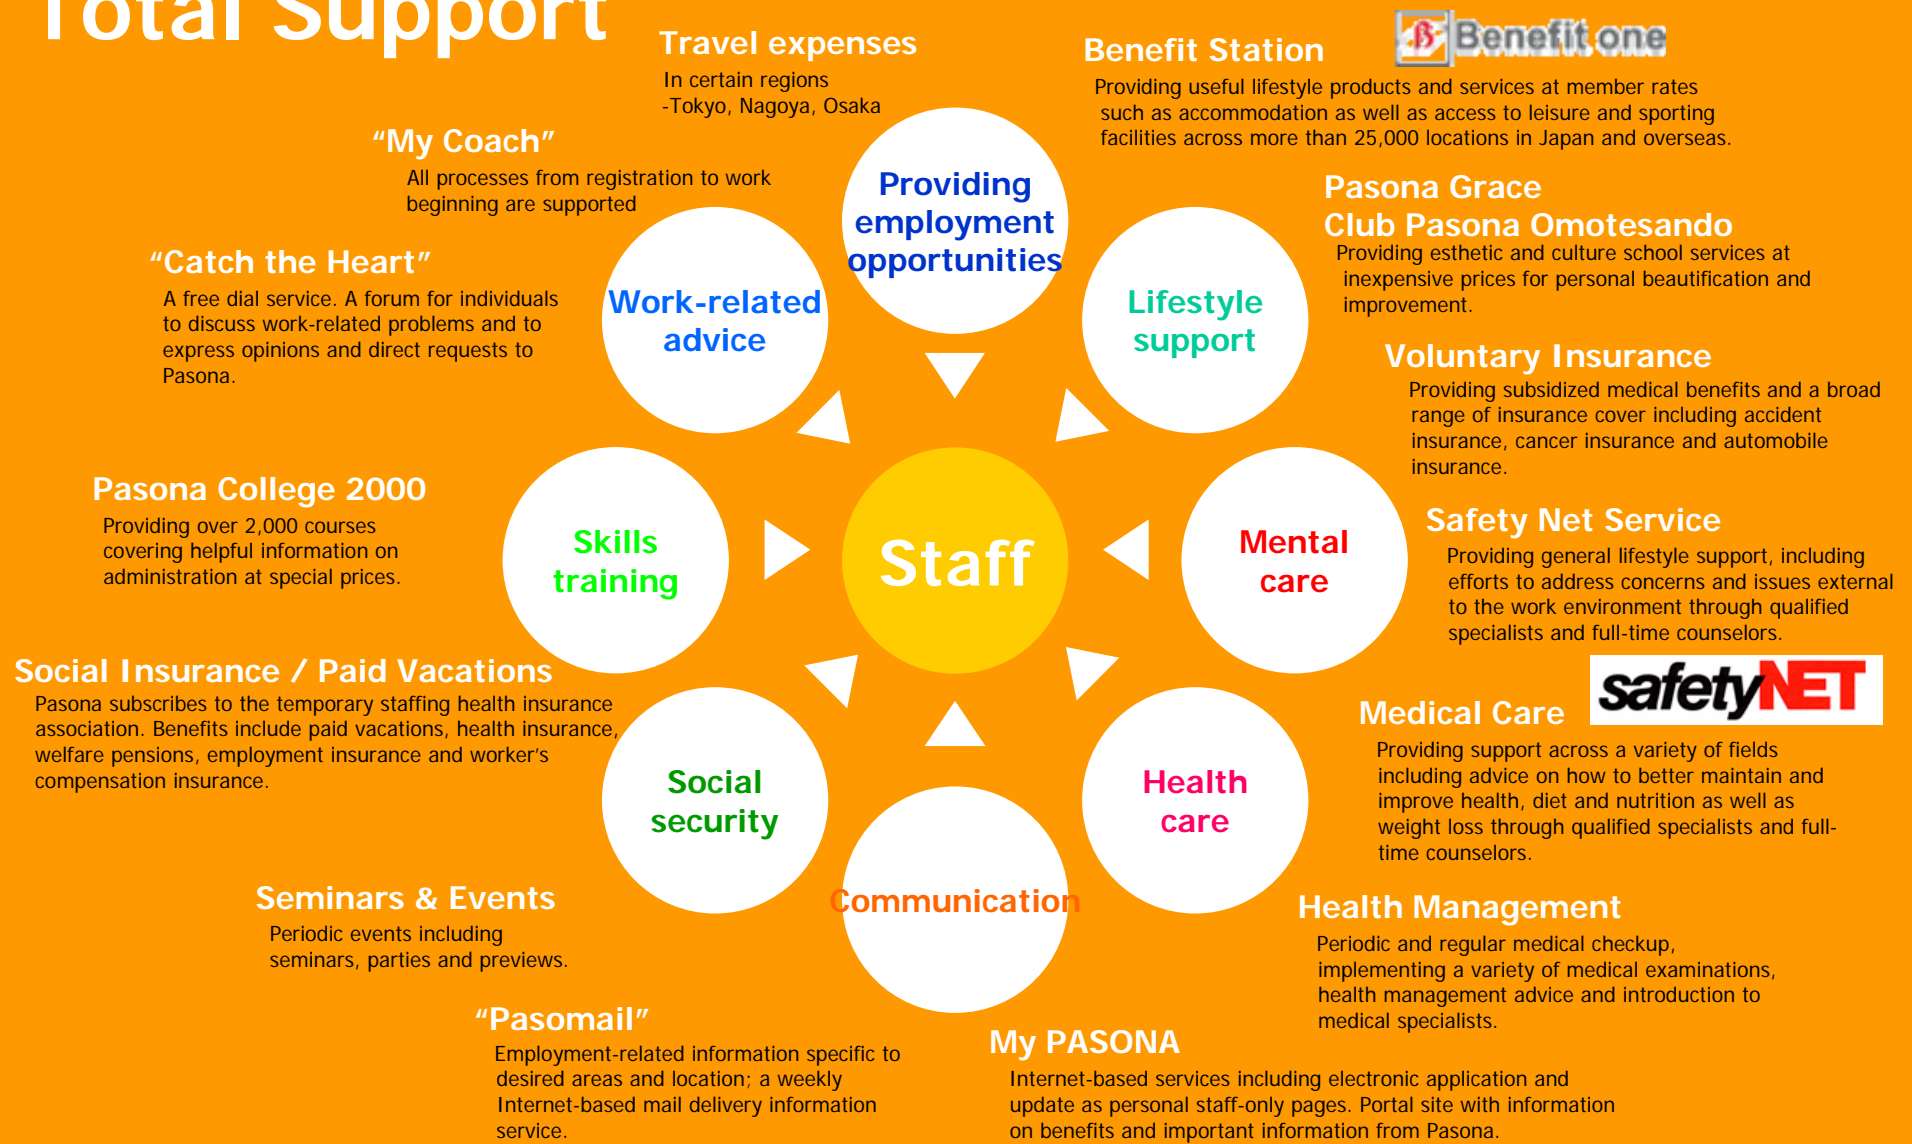 Total Support
Travel expenses
In certain regions
-Tokyo, Nagoya, Osaka
Benefit Station
Benefit one
Providing useful lifestyle products and services at member rates
such as accommodation as well as access to leisure and sporting
facilities across more than 25,000 locations in Japan and overseas.
“My Coach”
All processes from registration to work
beginning are supported
Providing
employment
opportunities
Pasona Grace
Club Pasona Omotesando
Providing esthetic and culture school services at
inexpensive prices for personal beautification and
improvement.
“Catch the Heart”
A free dial service. A forum for individuals
to discuss work-related problems and to
express opinions and direct requests to
Pasona.
Work-related
advice
Lifestyle
support
Voluntary Insurance
Providing subsidized medical benefits and a broad
range of insurance cover including accident
insurance, cancer insurance and automobile
insurance.
Pasona College 2000
Providing over 2,000 courses
covering helpful information on
administration at special prices.
Skills
training
Staff
Mental
care
Safety Net Service
Providing general lifestyle support, including
efforts to address concerns and issues external
to the work environment through qualified
specialists and full-time counselors.
safetyNET
Social Insurance / Paid Vacations
Pasona subscribes to the temporary staffing health insurance
association. Benefits include paid vacations, health insurance,
welfare pensions, employment insurance and worker’s
compensation insurance.
Social
security
Health
care
Medical Care
Providing support across a variety of fields
including advice on how to better maintain and
improve health, diet and nutrition as well as
weight loss through qualified specialists and full-
time counselors.
Seminars & Events
Periodic events including
seminars, parties and previews.
Communication
Health Management
Periodic and regular medical checkup,
implementing a variety of medical examinations,
health management advice and introduction to
medical specialists.
“Pasomail”
Employment-related information specific to
desired areas and location; a weekly
Internet-based mail delivery information
service.
My PASONA
Internet-based services including electronic application and
update as personal staff-only pages. Portal site with information
on benefits and important information from Pasona.